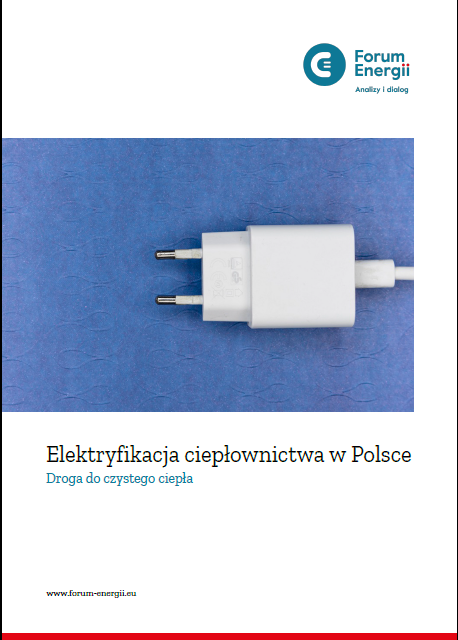 Forum
Energii
Analizy i dialog
Elektryfikacja ciepłownictwa w Polsce
Droga do czystego ciepła
www.forum-energii.eu